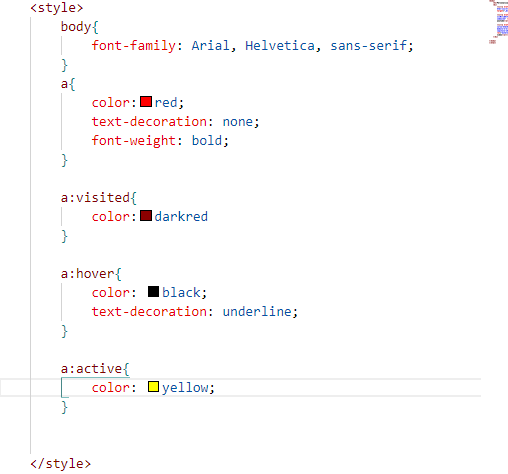 <style>
body{
font-family: Arial, Helvetica, sans-serif;
}
a{
color: red;
text-decoration: none;
font-weight: bold;
}
a:visited{
color: darkred
}
a:hover{
color: black;
text-decoration: underline;
}
a:active{
color: yellow;
}
</style>